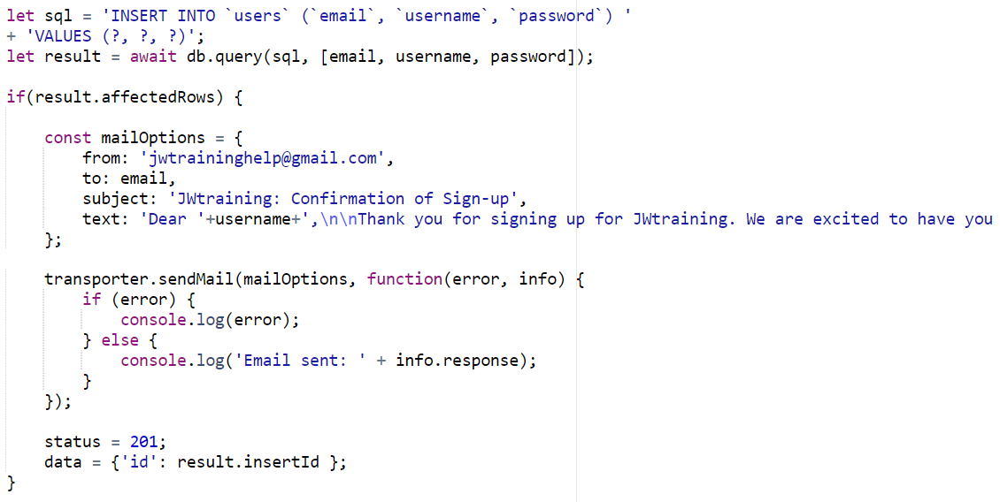 let sql = 'INSERT INTO `users` (`email`, `username`, `password`) '
+ 'VALUES (?, ?, ?)';
let result = await db.query(sql, [email, username, password]);
if(result.affectedRows) {
const mailOptions = {
from: 'jwtraininghelp@gmail.com',
to: email,
subject: 'JWtraining: Confirmation of Sign-up',
text: 'Dear '+username+',\n\nThank you for signing up for JWtraining. We are excited to have you
};
transporter.sendMail(mailOptions, function(error, info) {
if (error) {
console.log(error);
} else {
console.log('Email sent: ' + info.response);
}
});
status = 201;
data = {'id': result.insertId };
}